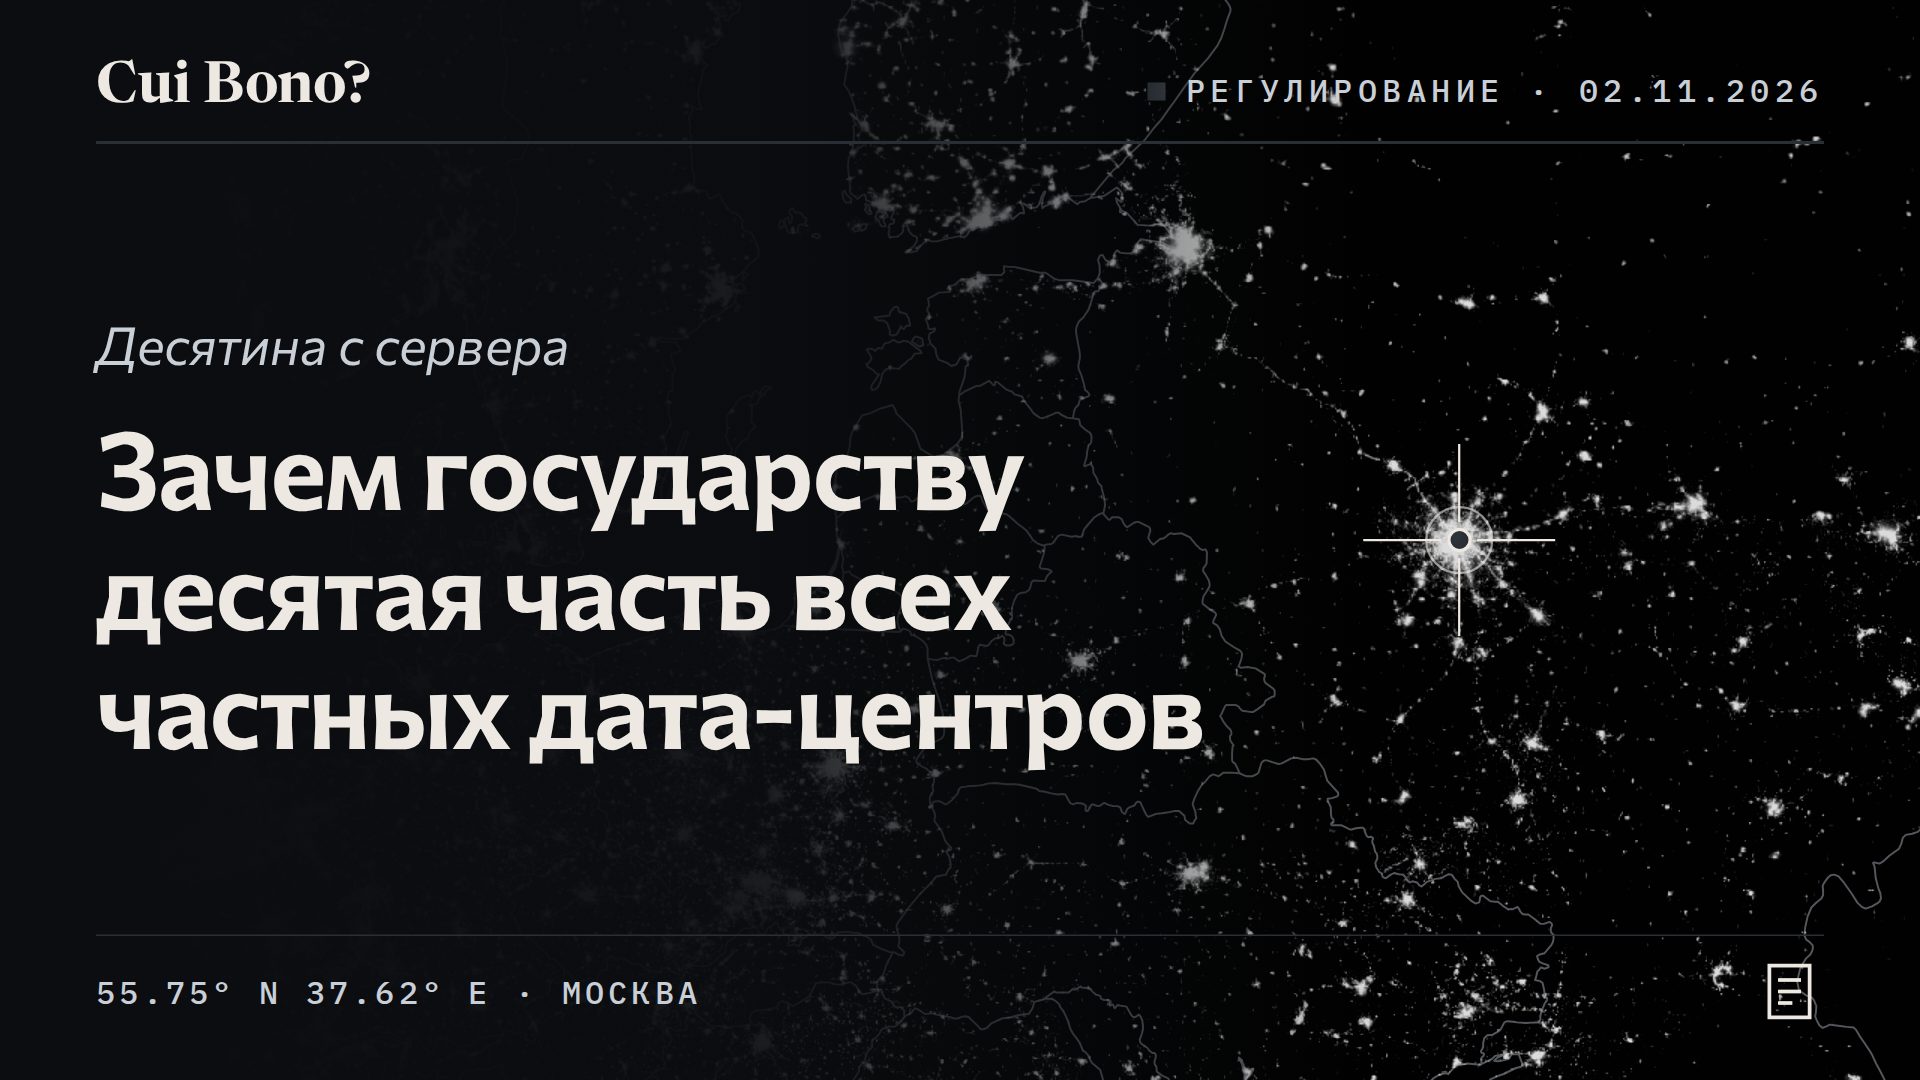 Cui Bono?
РЕГУЛИРОВАНИЕ · 02.11.2026
Десятина с сервера
Зачем государству
десятая часть всех
частных дата-центров
55.75° N 37.62° E · МОСКВА